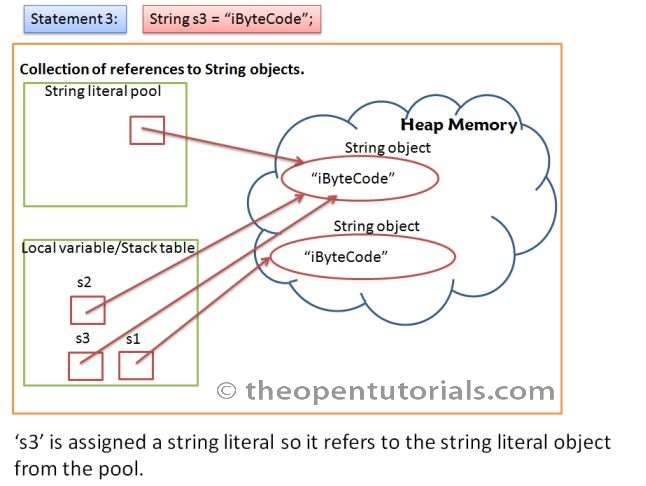 Statement 3:
String s3 = “iByteCode”;
Collection of references to String objects.
String literal pool
Heap Memory
String object
“iByteCode”
String object
“iByteCode”
Local variable/Stack table
s2
s3
s1
© theopentutorials.com
‘s3’ is assigned a string literal so it refers to the string literal object
from the pool.